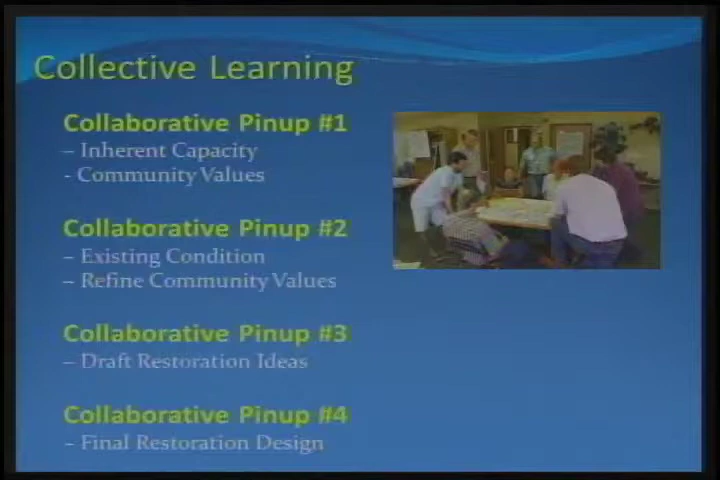 Collective Learning
Collaborative Pinup #1
– Inherent Capacity
- Community Values
Collaborative Pinup #2
– Existing Condition
– Refine Community Values
Collaborative Pinup #3
– Draft Restoration Ideas
Collaborative Pinup #4
– Final Restoration Design